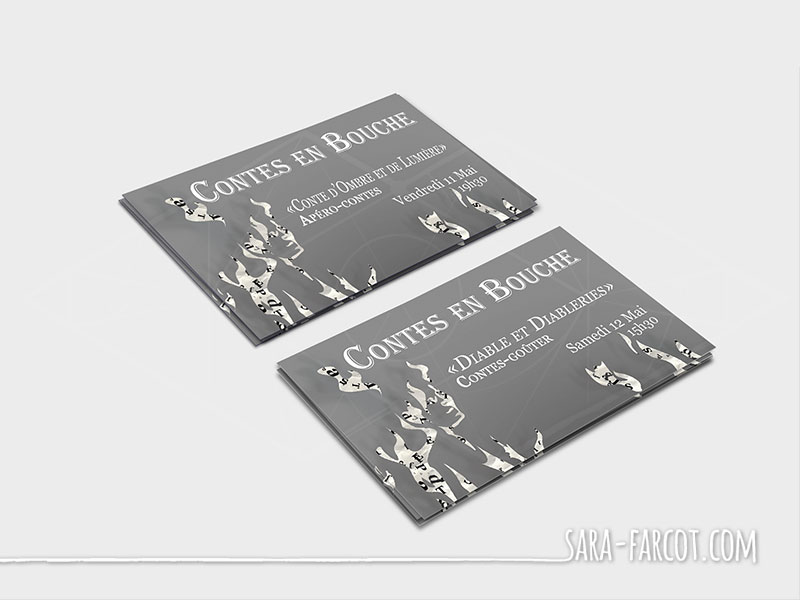 Contes en Bouche
«Conte d'Ombre et de Lumière»
Apéro-contes
Vendredi 11 Mai
19h30
Contes en Bouche
«Diable et Diableries»
Contes-goûter
Samedi 12 Mai
15h30
SARA-FARCOT.COM